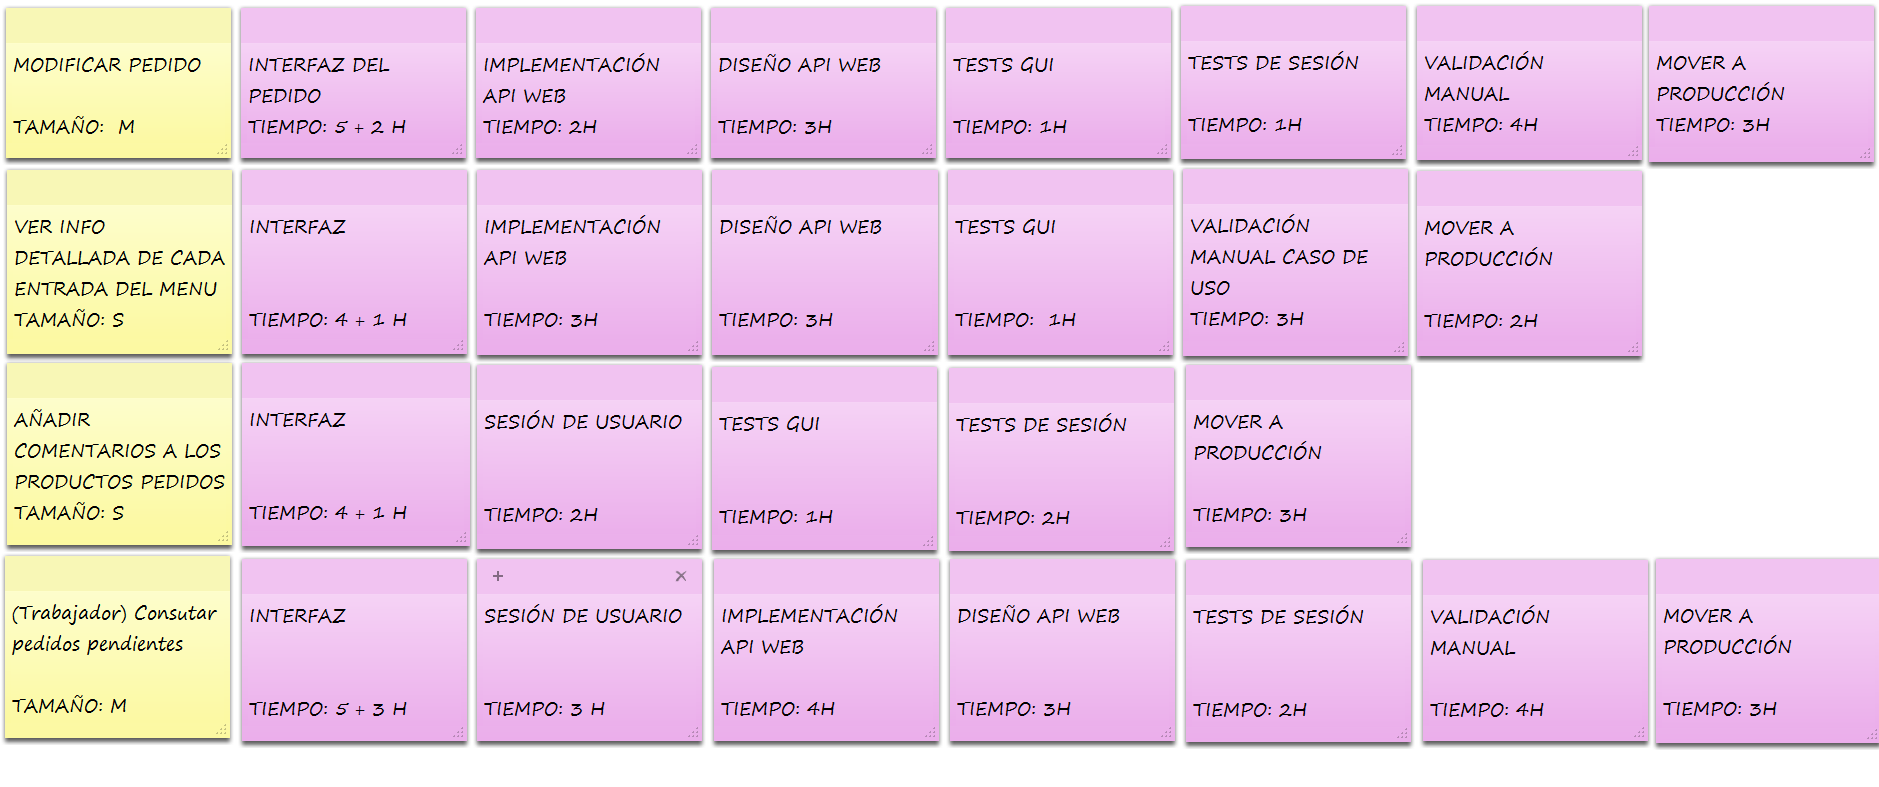 MODIFICAR PEDIDO
TAMAÑO: M
INTERFAZ DEL
PEDIDO
TIEMPO: 5 + 2 H
IMPLEMENTACIÓN
API WEB
TIEMPO: 2H
DISEÑO API WEB
TIEMPO: 3H
TESTS GUI
TIEMPO: 1H
TESTS DE SESIÓN
TIEMPO: 1H
VALIDACIÓN
MANUAL
TIEMPO: 4H
MOVER A
PRODUCCIÓN
TIEMPO: 3H
VER INFO
DETALLADA DE CADA
ENTRADA DEL MENU
TAMAÑO: S
INTERFAZ
TIEMPO: 4 + 1 H
IMPLEMENTACIÓN
API WEB
TIEMPO: 3H
DISEÑO API WEB
TIEMPO: 3H
TESTS GUI
TIEMPO: 1H
VALIDACIÓN
MANUAL CASO DE
USO
TIEMPO: 3H
MOVER A
PRODUCCIÓN
TIEMPO: 2H
AÑADIR
COMENTARIOS A LOS
PRODUCTOS PEDIDOS
TAMAÑO: S
INTERFAZ
TIEMPO: 4 + 1 H
SESIÓN DE USUARIO
TIEMPO: 2H
TESTS GUI
TIEMPO: 1H
TESTS DE SESIÓN
TIEMPO: 2H
MOVER A
PRODUCCIÓN
TIEMPO: 3H
(Trabajador) Consutar
pedidos pendientes
TAMAÑO: M
INTERFAZ
TIEMPO: 5 + 3 H
SESIÓN DE USUARIO
TIEMPO: 3 H
IMPLEMENTACIÓN
API WEB
TIEMPO: 4H
DISEÑO API WEB
TIEMPO: 3H
TESTS DE SESIÓN
TIEMPO: 2H
VALIDACIÓN
MANUAL
TIEMPO: 4H
MOVER A
PRODUCCIÓN
TIEMPO: 3H